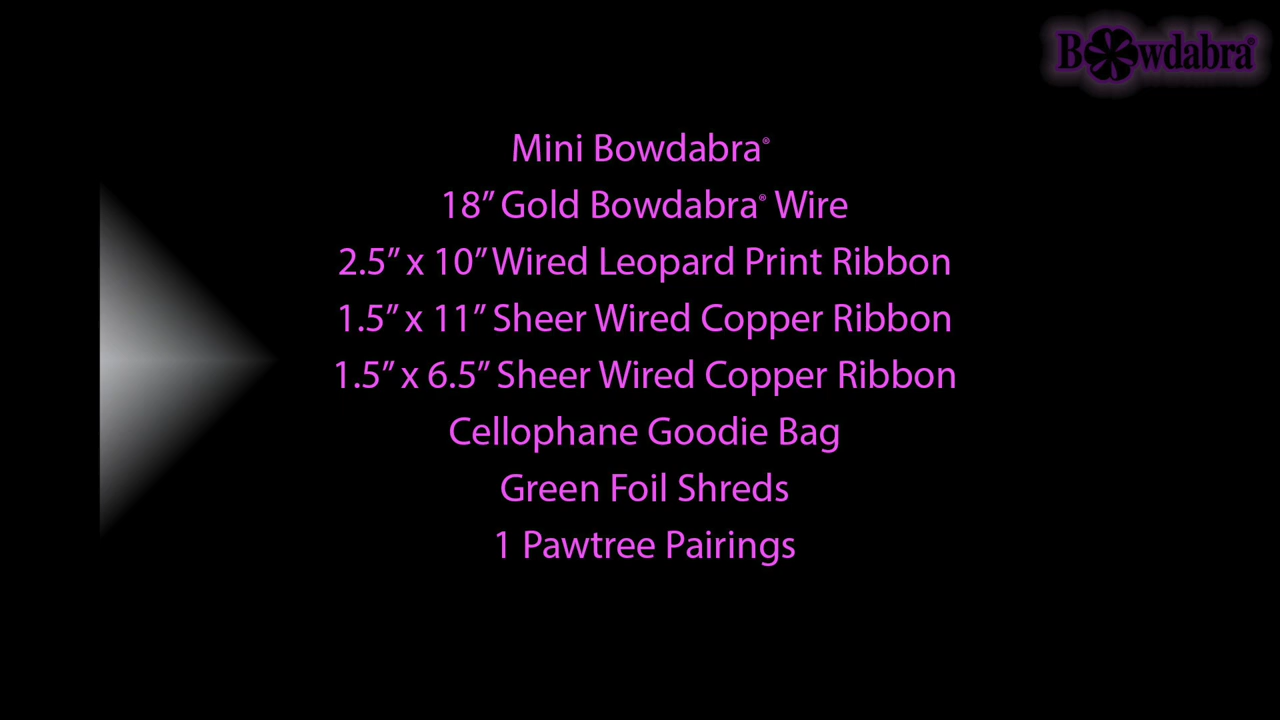 Bowdabra®
Mini Bowdabra®
18” Gold Bowdabra® Wire
2.5” x 10” Wired Leopard Print Ribbon
1.5” x 11” Sheer Wired Copper Ribbon
1.5” x 6.5” Sheer Wired Copper Ribbon
Cellophane Goodie Bag
Green Foil Shreds
1 Pawtree Pairings